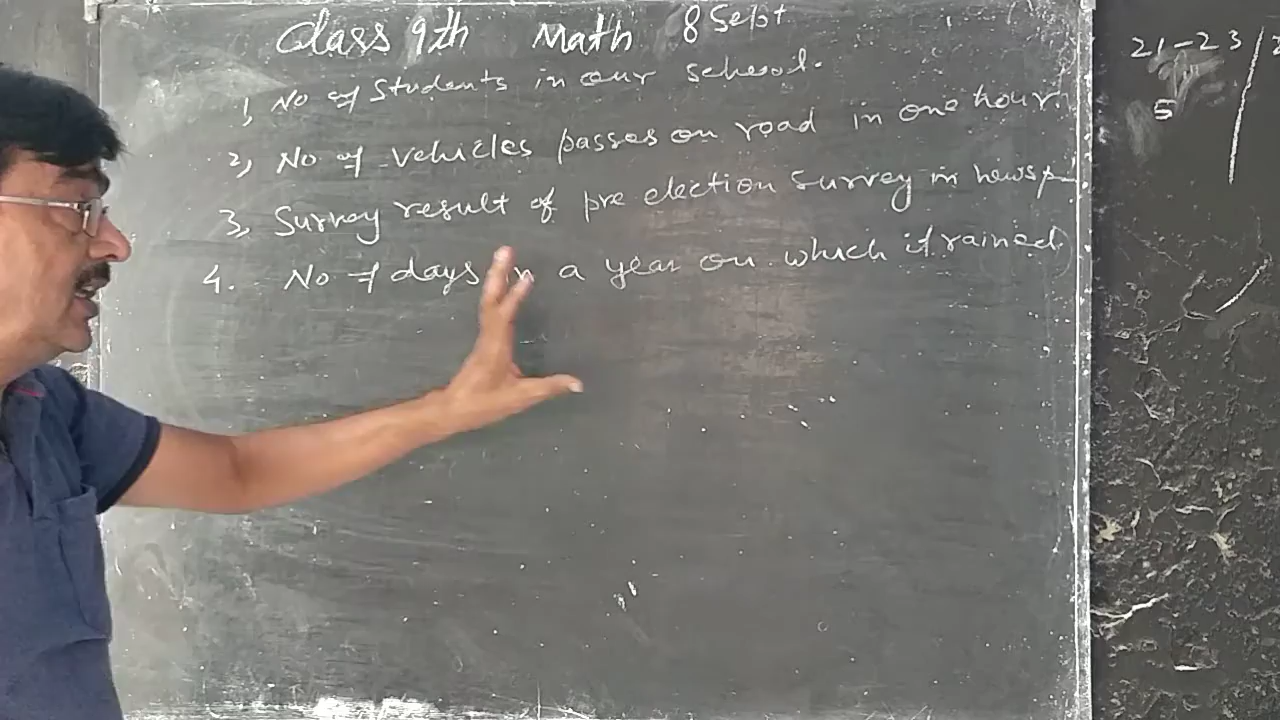 Class 9th Math 8 Sept
1, No of Students in our school.
2, No of vehicles passes on road in one hour.
3, Survey result of pre election survey in newsp
4. No of days in a year on which it rained
21-23/
5